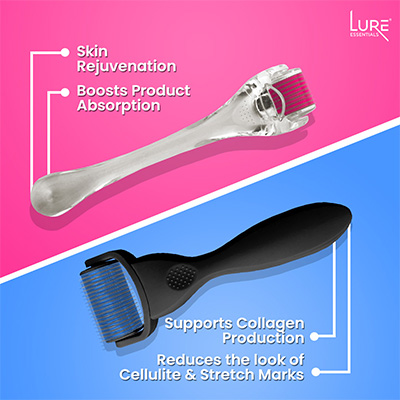 LURE®
ESSENTIALS
Skin
Rejuvenation
Boosts Product
Absorption
Supports Collagen
Production
Reduces the look of
Cellulite & Stretch Marks